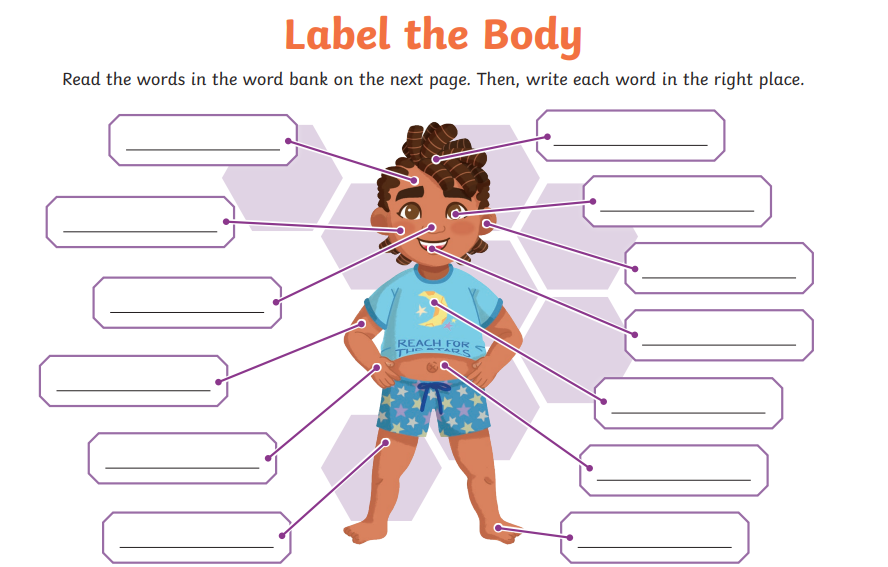 Label the Body
Read the words in the word bank on the next page. Then, write each word in the right place.
REACH FOR
THE STARS